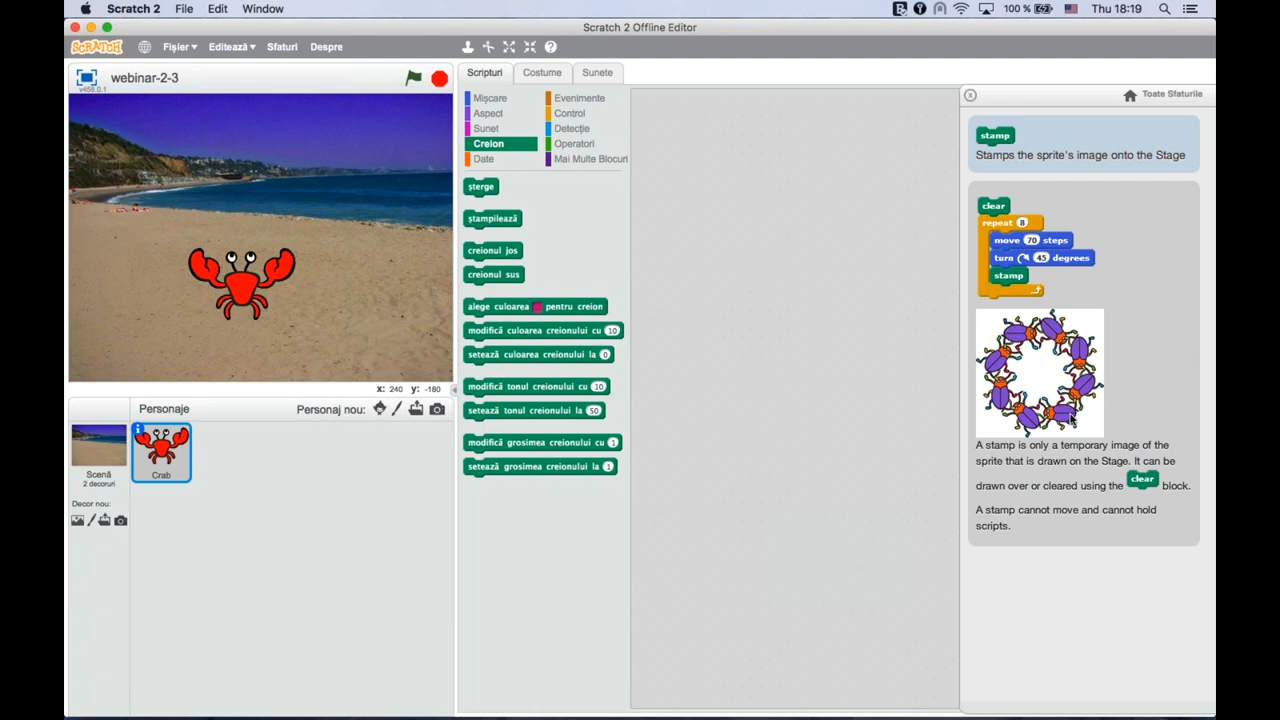 Scratch 2 File Edit Window
100 % Thu 18:19
Scratch 2 Offline Editor
SCRATCH Fișier Editează Sfaturi Despre
webinar-2-3
v456.0.1
Scripturi Costume Sunete
Mișcare Evenimente
Aspect Control
Sunet Detecție
Creion Operatori
Date Mai Multe Blocuri
șterge
ștampilează
creionul jos
creionul sus
alege culoarea pentru creion
modifică culoarea creionului cu 10
setează culoarea creionului la 0
modifică tonul creionului cu 10
setează tonul creionului la 50
modifică grosimea creionului cu 1
setează grosimea creionului la 1
x: 240 y: -180
Personaje Personaj nou:
Scenă
2 decoruri
Decor nou:
Crab
Toate Sfaturile
stamp
Stamps the sprite's image onto the Stage
clear
repeat 8
move 70 steps
turn 45 degrees
stamp
A stamp is only a temporary image of the
sprite that is drawn on the Stage. It can be
drawn over or cleared using the clear block.
A stamp cannot move and cannot hold
scripts.